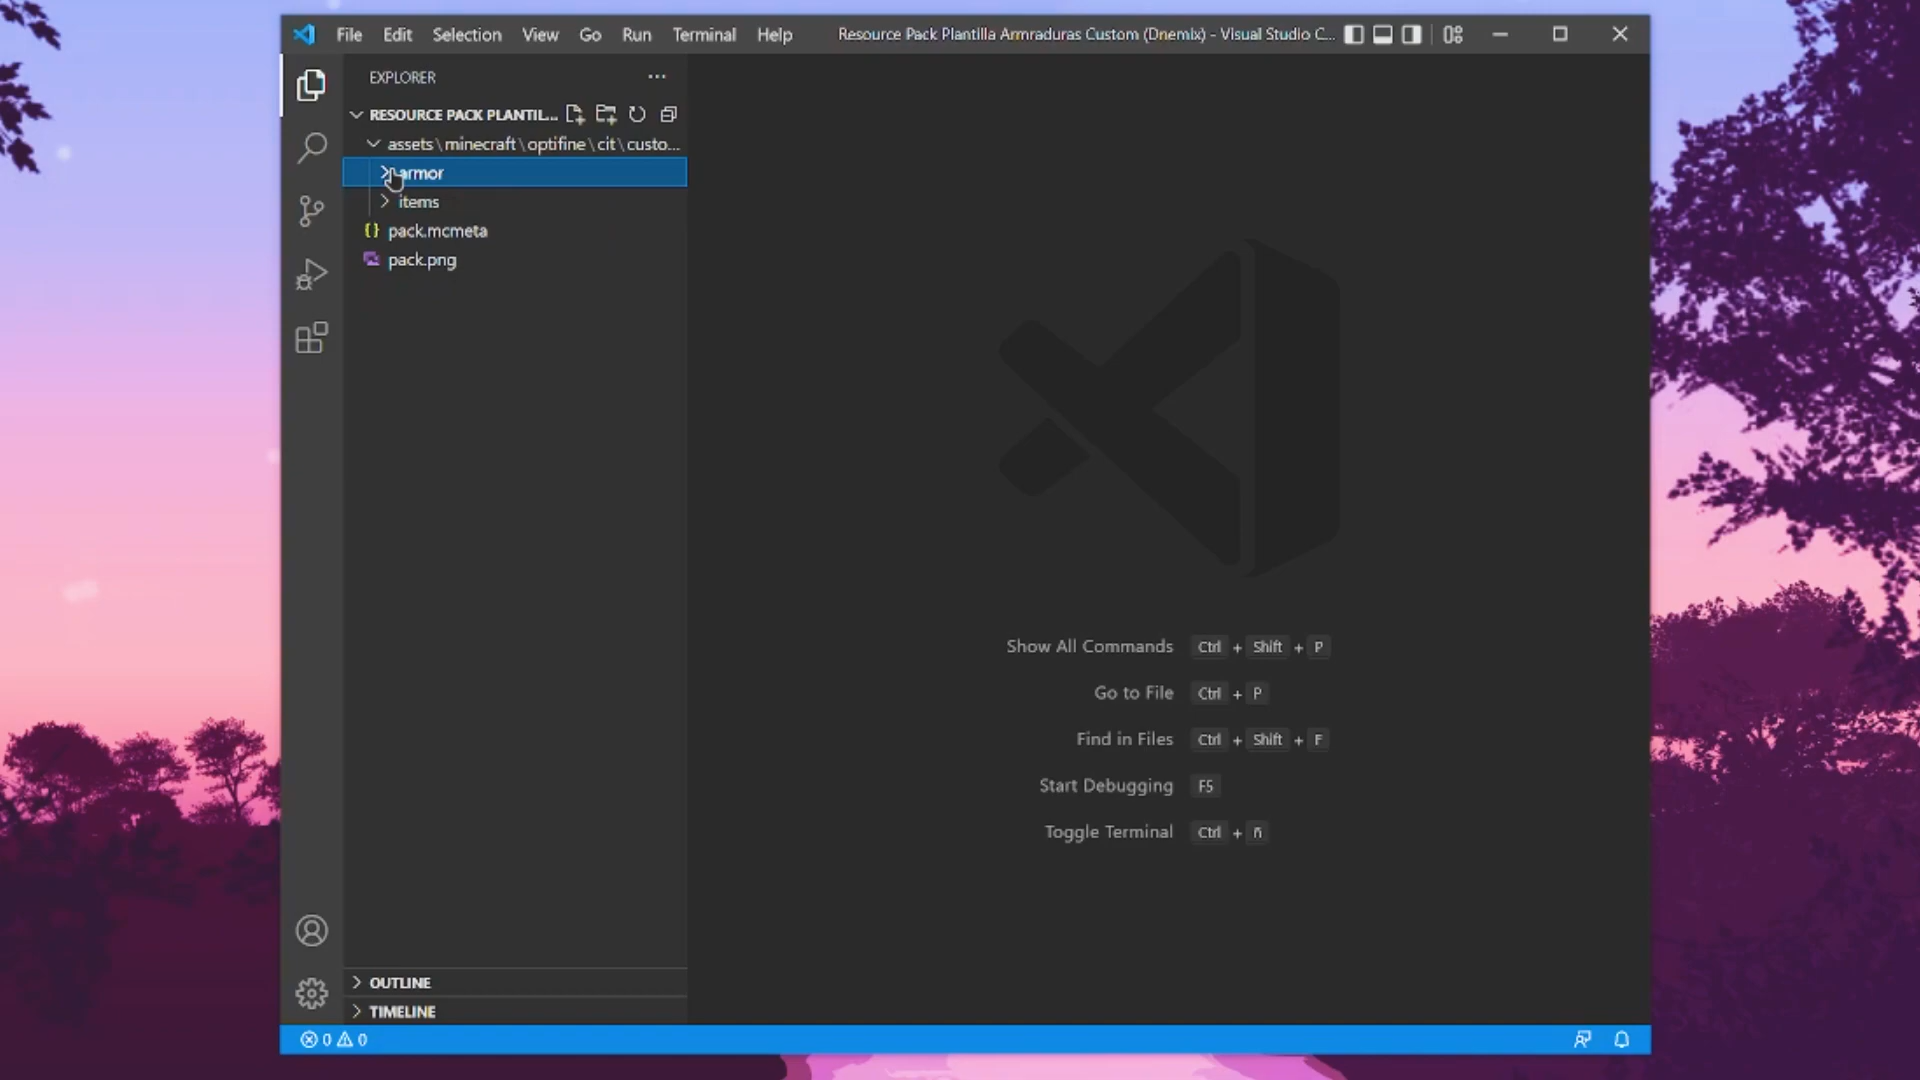 File Edit Selection View Go Run Terminal Help
Resource Pack Plantilla Armraduras Custom (Dnemix) - Visual Studio C...
EXPLORER
RESOURCE PACK PLANTIL...
assets\minecraft\optifine\cit\custo...
armor
items
{} pack.mcmeta
pack.png
Show All Commands Ctrl + Shift + P
Go to File Ctrl + P
Find in Files Ctrl + Shift + F
Start Debugging F5
Toggle Terminal Ctrl + ñ
OUTLINE
TIMELINE
0 0